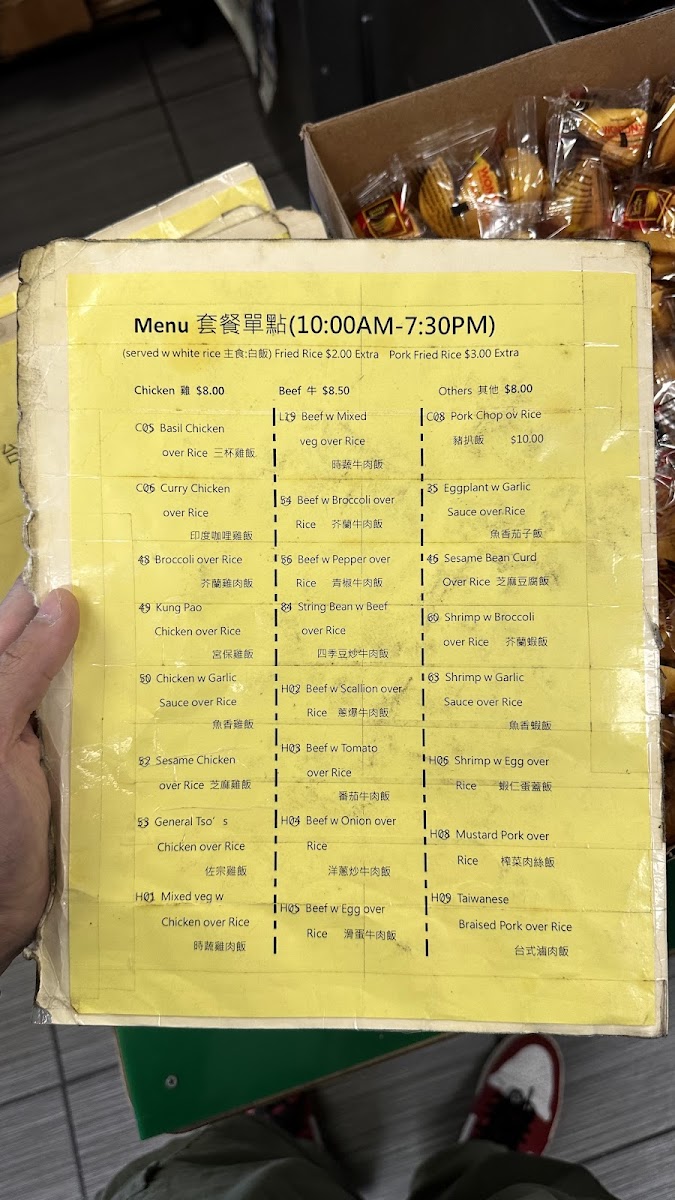 Menu 套餐單點(10:00AM-7:30PM)
(served w white rice 主食:白飯) Fried Rice $2.00 Extra Pork Fried Rice $3.00 Extra
Chicken 雞 $8.00
C05 Basil Chicken
over Rice 三杯雞飯
C06 Curry Chicken
over Rice
印度咖哩雞飯
48 Broccoli over Rice
芥蘭雞肉飯
49 Kung Pao
Chicken over Rice
宮保雞飯
50 Chicken w Garlic
Sauce over Rice
魚香雞飯
52 Sesame Chicken
over Rice 芝麻雞飯
53 General Tso's
Chicken over Rice
佐宗雞飯
H01 Mixed veg w
Chicken over Rice
時蔬雞肉飯
Beef 牛 $8.50
L19 Beef w Mixed
veg over Rice
時蔬牛肉飯
54 Beef w Broccoli over
Rice 芥蘭牛肉飯
56 Beef w Pepper over
Rice 青椒牛肉飯
84 String Bean w Beef
over Rice
四季豆炒牛肉飯
H02 Beef w Scallion over
Rice 蔥爆牛肉飯
H03 Beef w Tomato
over Rice
番茄牛肉飯
H04 Beef w Onion over
Rice
洋蔥炒牛肉飯
H05 Beef w Egg over
Rice 滑蛋牛肉飯
Others 其他 $8.00
C08 Pork Chop ov Rice
豬扒飯 $10.00
35 Eggplant w Garlic
Sauce over Rice
魚香茄子飯
46 Sesame Bean Curd
Over Rice 芝麻豆腐飯
60 Shrimp w Broccoli
over Rice 芥蘭蝦飯
63 Shrimp w Garlic
Sauce over Rice
魚香蝦飯
H06 Shrimp w Egg over
Rice 蝦仁蛋蓋飯
H08 Mustard Pork over
Rice 榨菜肉絲飯
H09 Taiwanese
Braised Pork over Rice
台式滷肉飯